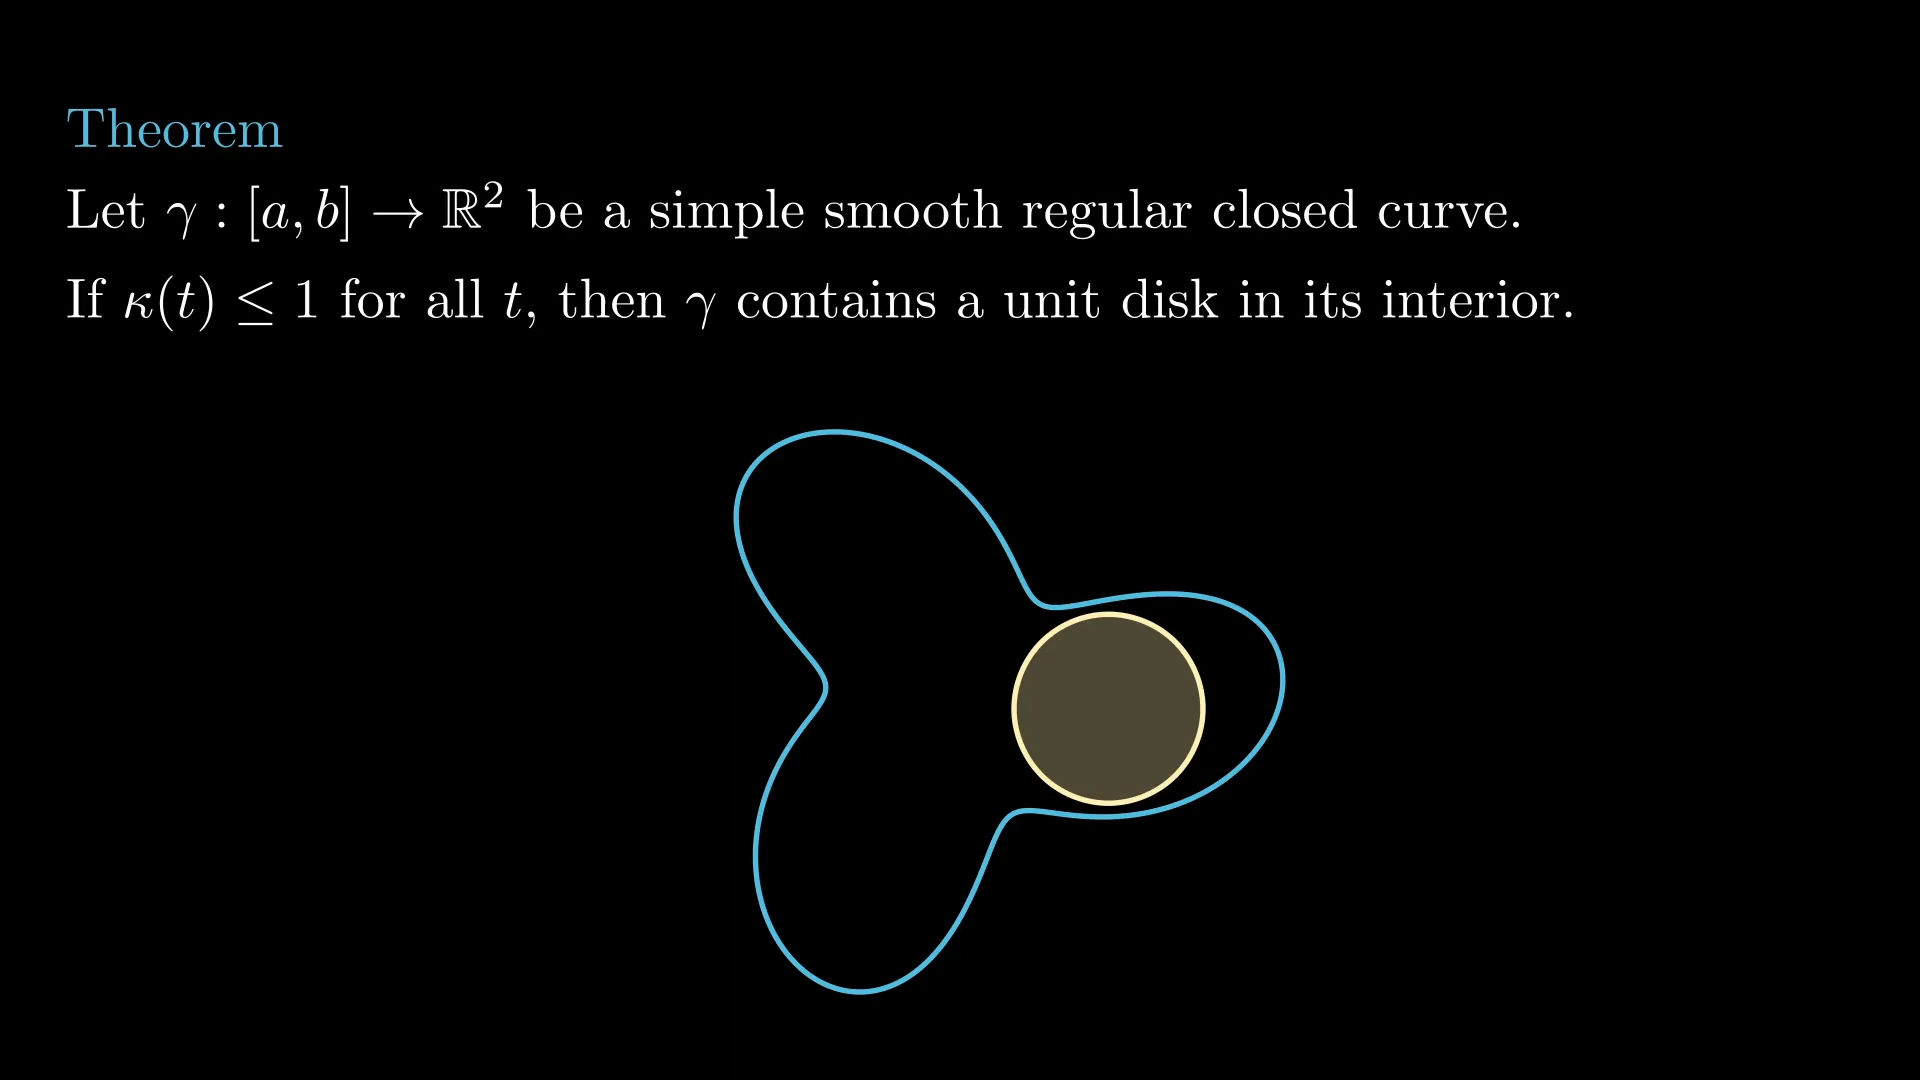 Theorem
Let γ : [a, b] → ℝ² be a simple smooth regular closed curve.
If κ(t) ≤ 1 for all t, then γ contains a unit disk in its interior.